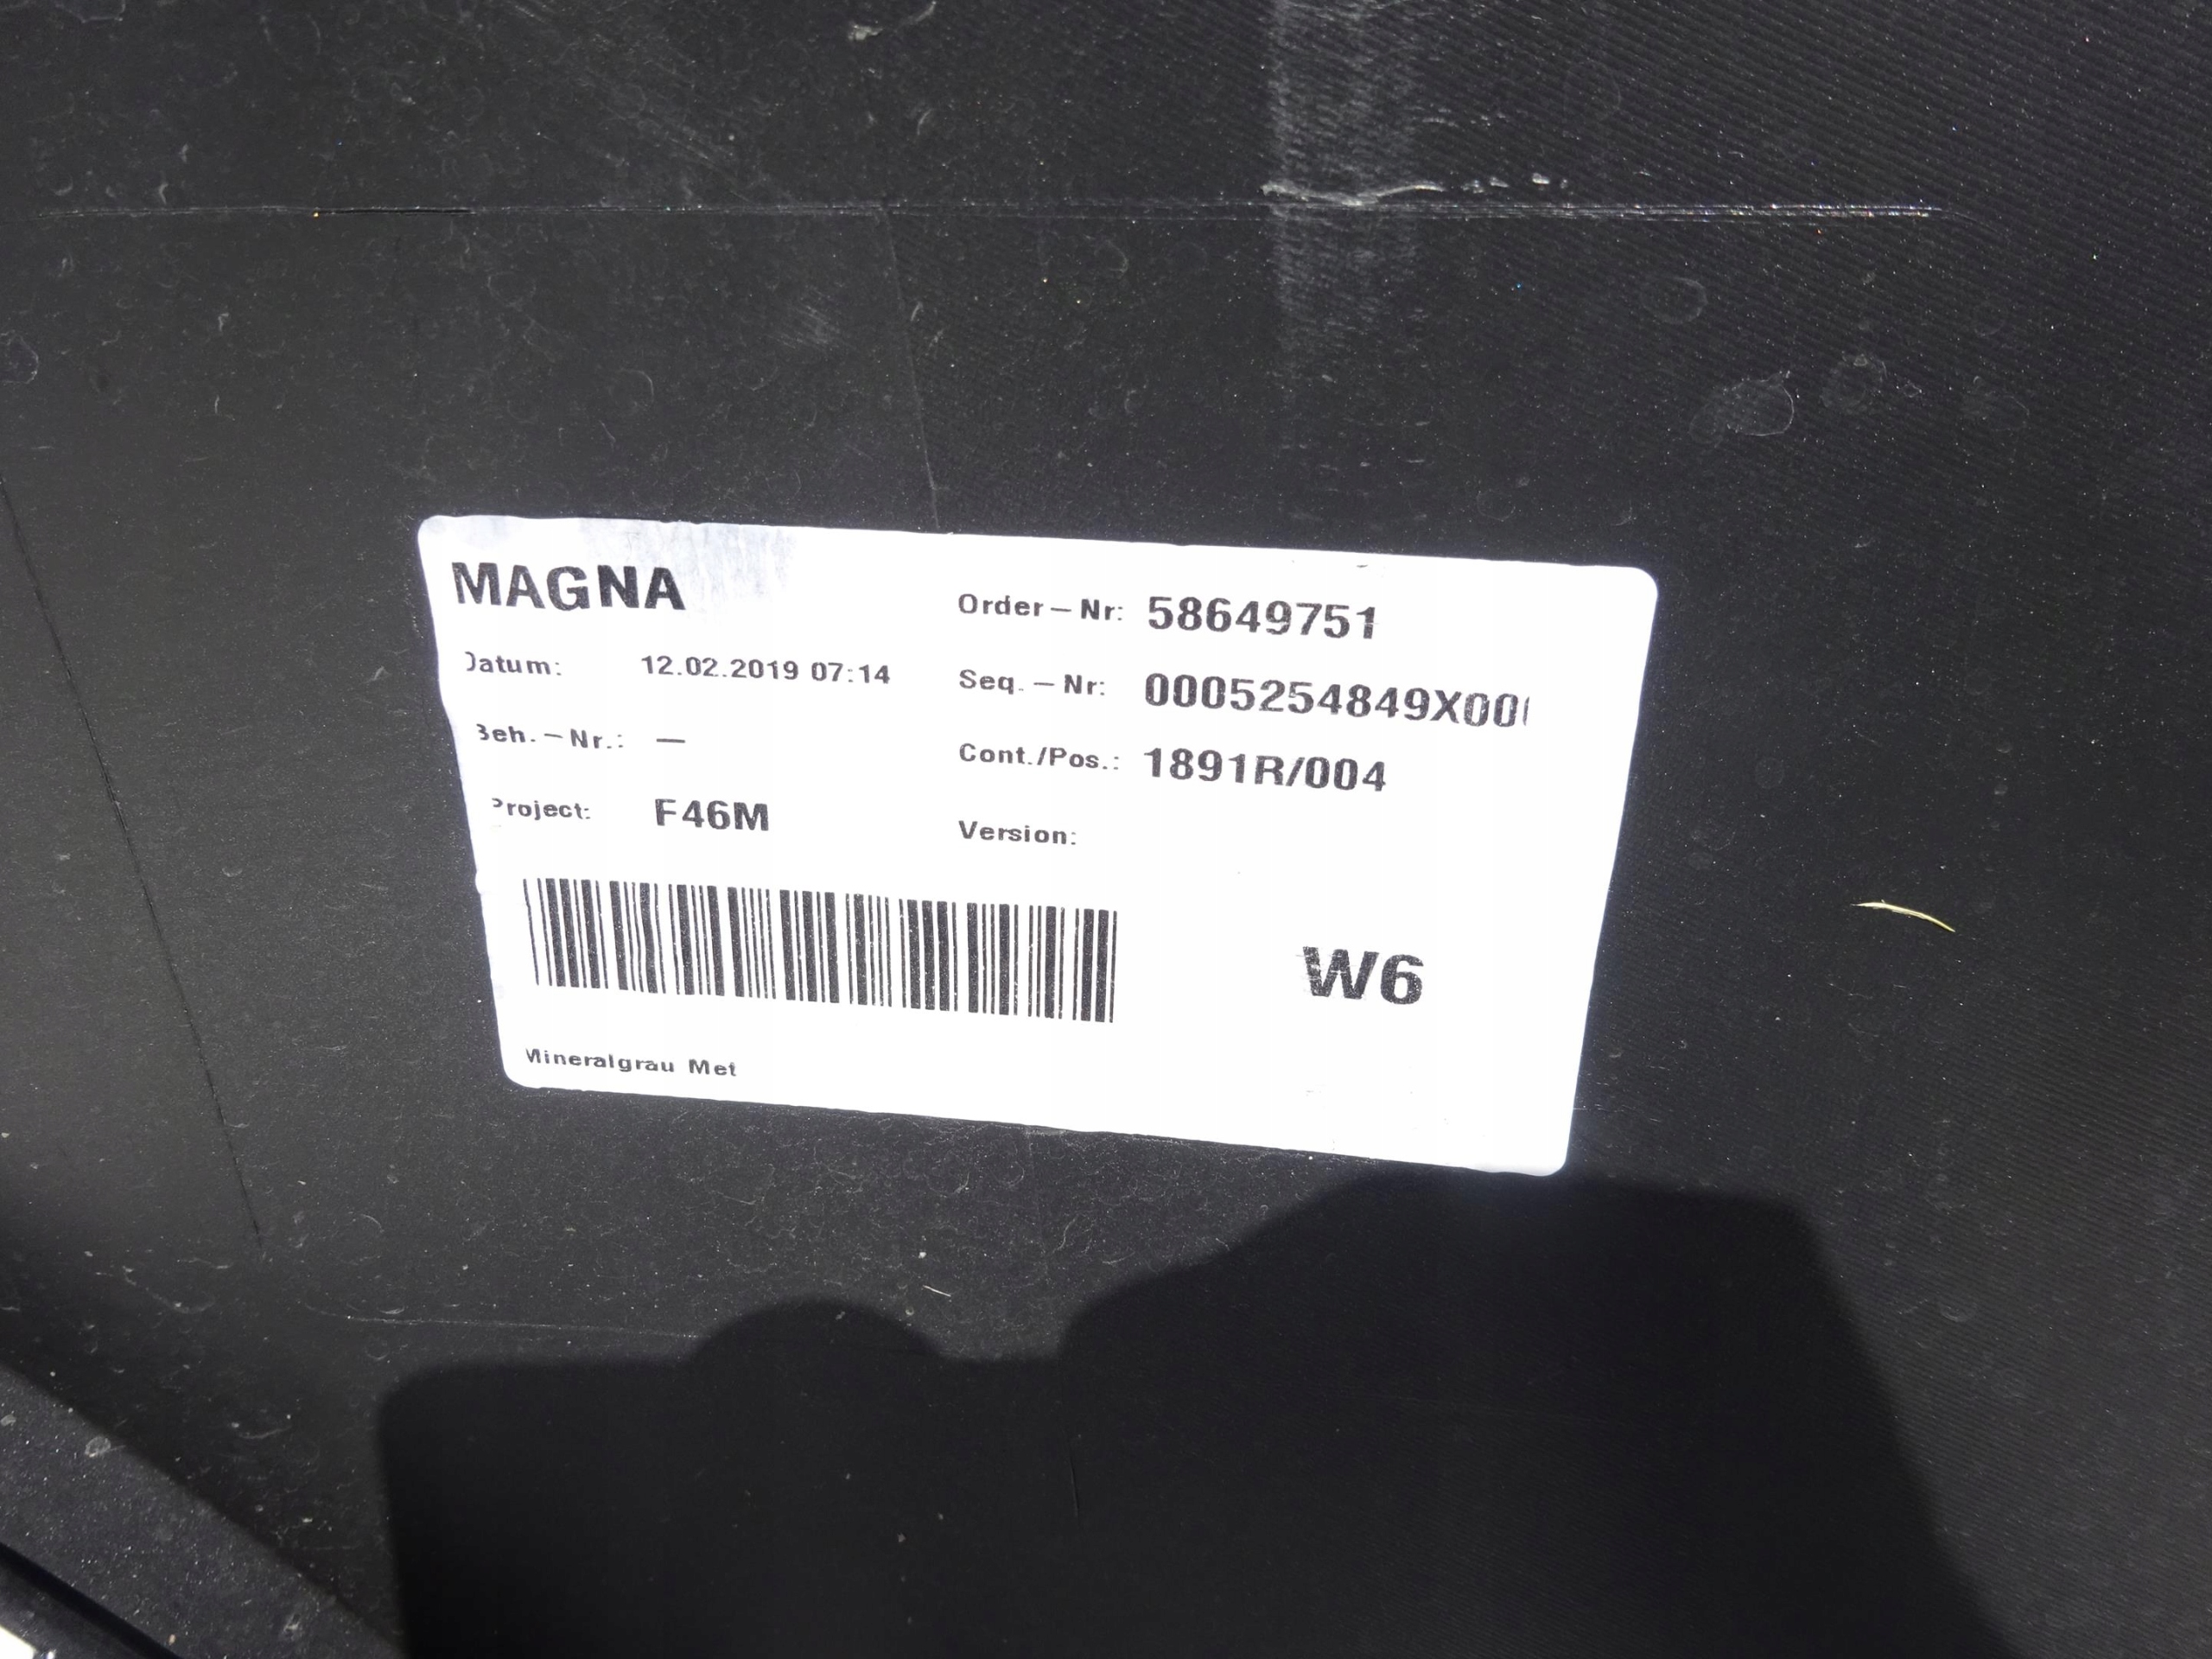 MAGNA
Order-Nr: 58649751
Datum: 12.02.2019 07:14
Seq.-Nr: 0005254849X00
Beh.-Nr.: -
Cont./Pos.: 1891R/004
Project: F46M
Version:
W6
Mineralgrau Met